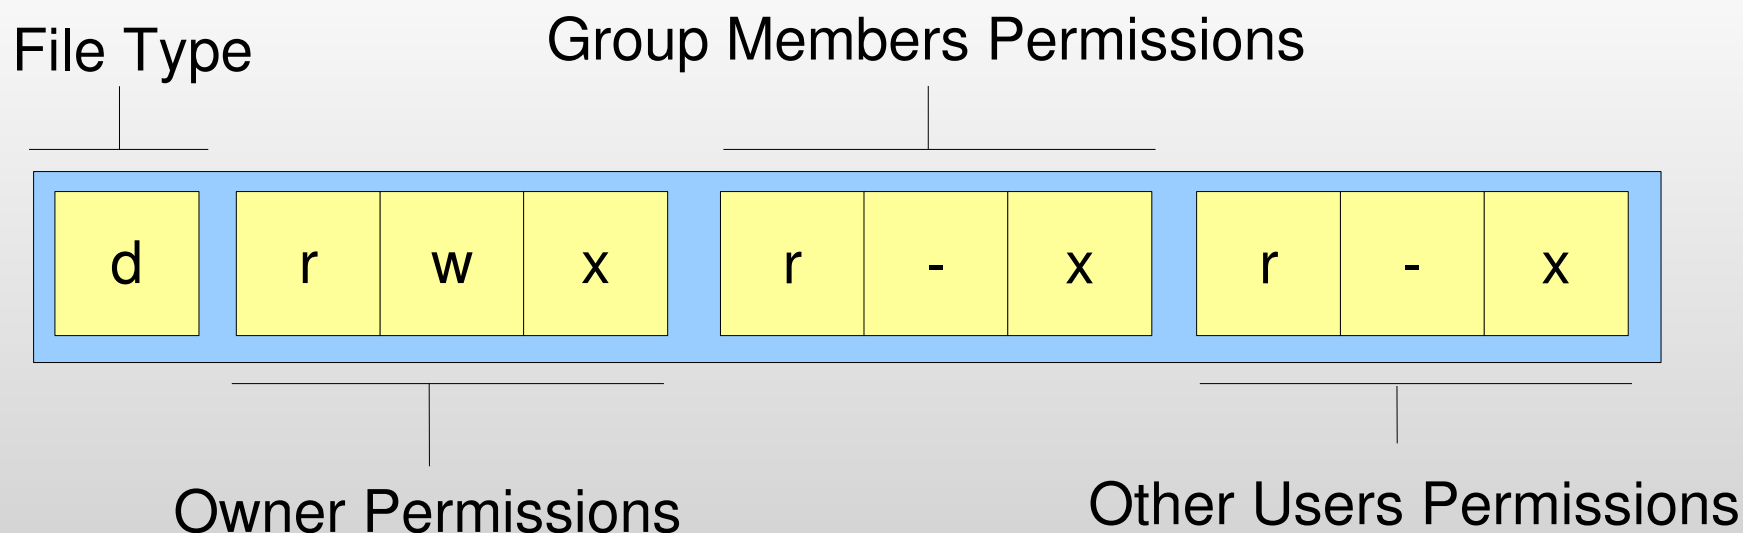 File Type
Group Members Permissions
d r w x r - x r - x
Owner Permissions
Other Users Permissions